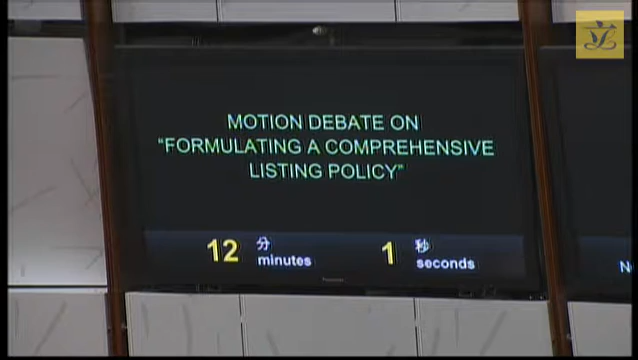 MOTION DEBATE ON
“FORMULATING A COMPREHENSIVE
LISTING POLICY”
12 分 minutes 1 秒 seconds